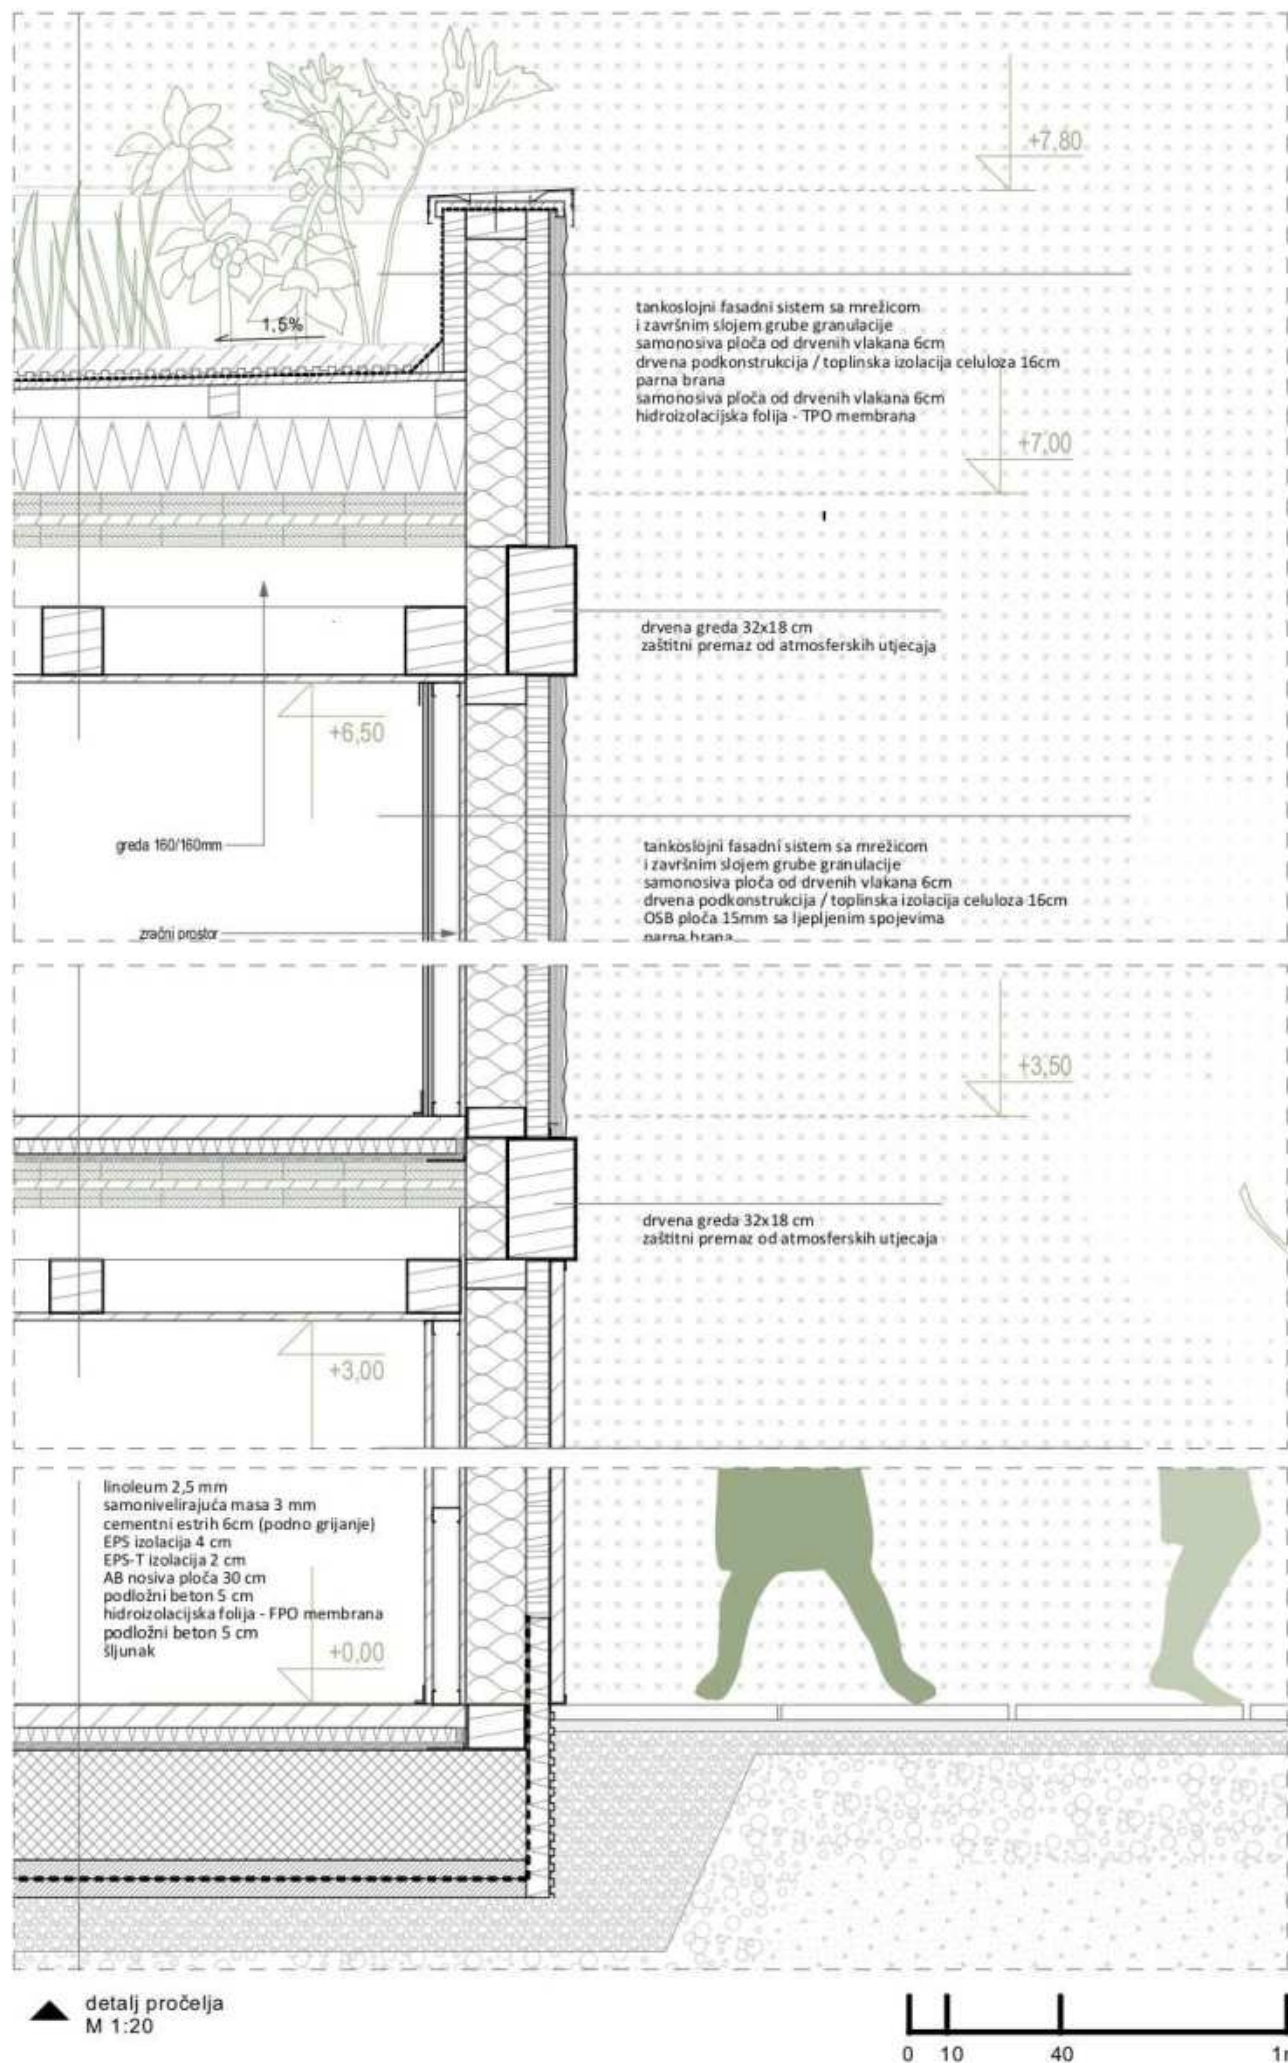 +7,80
1.5%
tankoslojni fasadni sistem sa mrežicom
i završnim slojem grube granulacije
samonosiva ploča od drvenih vlakana 6cm
drvena podkonstrukcija / toplinska izolacija celuloza 16cm
parna brana
samonosiva ploča od drvenih vlakana 6cm
hidroizolacijska folija - TPO membrana
+7,00
drvena greda 32x18 cm
zaštitni premaz od atmosferskih utjecaja
+6,50
greda 160/160mm
tankoslojni fasadni sistem sa mrežicom
i završnim slojem grube granulacije
samonosiva ploča od drvenih vlakana 6cm
drvena podkonstrukcija / toplinska izolacija celuloza 16cm
OSB ploča 15mm sa ljepljenim spojevima
zračni prostor
parna brana
+3,50
drvena greda 32x18 cm
zaštitni premaz od atmosferskih utjecaja
+3,00
linoleum 2,5 mm
samonivelirajuća masa 3 mm
cementni estrih 6cm (podno grijanje)
EPS izolacija 4 cm
EPS-T izolacija 2 cm
AB nosiva ploča 30 cm
podložni beton 5 cm
hidroizolacijska folija - FPO membrana
podložni beton 5 cm
šljunak
+0,00
detalj pročelja
M 1:20
0 10 40